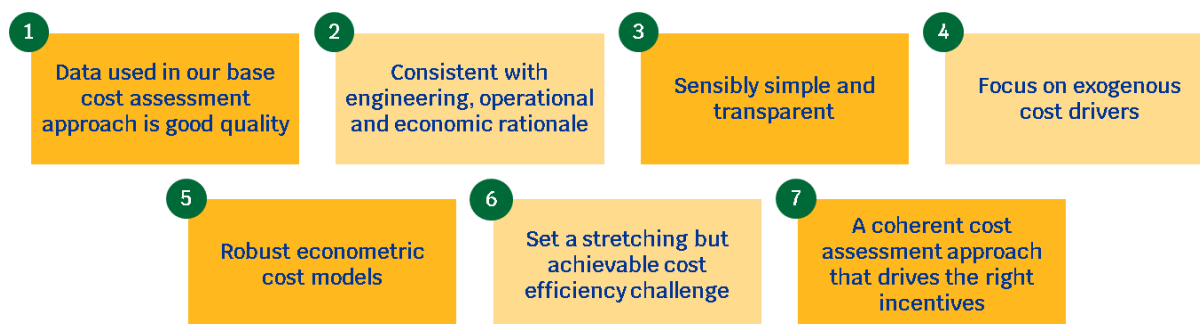 1
Data used in our base
cost assessment
approach is good quality
2
Consistent with
engineering, operational
and economic rationale
3
Sensibly simple and
transparent
4
Focus on exogenous
cost drivers
5
Robust econometric
cost models
6
Set a stretching but
achievable cost
efficiency challenge
7
A coherent cost
assessment approach
that drives the right
incentives